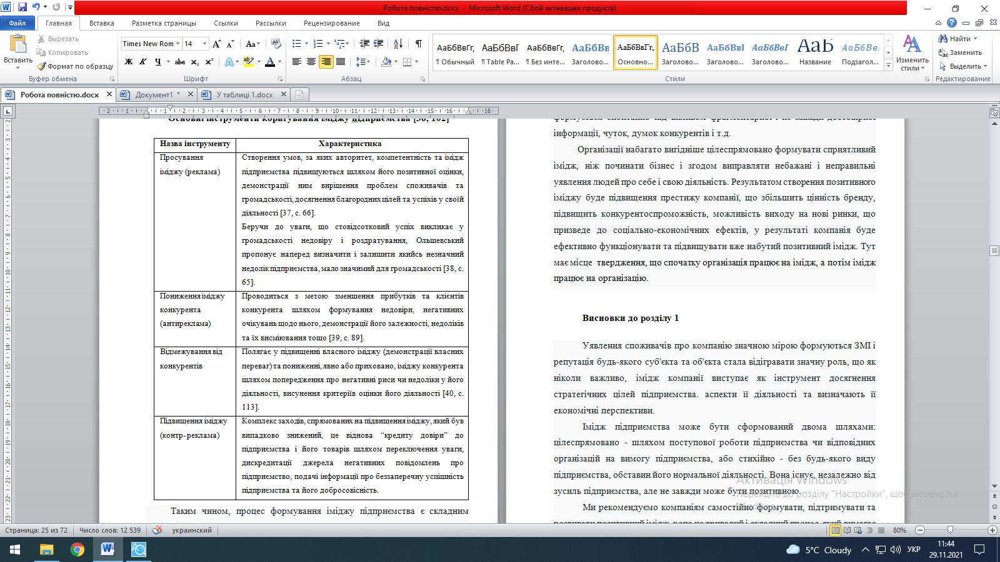 Робота повністю.docx - Microsoft Word (Сбой активации продукта)
Файл
Главная
Вставка
Разметка страницы
Ссылки
Рассылки
Рецензирование
Вид
Вставить
Вырезать
Копировать
Формат по образцу
Буфер обмена
Times New Rom
14
Шрифт
Абзац
АаБбВвГг,
¶ Обычный
АаБбВвГ
¶ Table Pa...
АаБбВвГг,
¶ Без инте...
АаБбВв
Заголово...
АаБбВвГг,
Основно...
АаБбВ
Заголово...
АаБбВвІ
Заголово...
АаБбВвГ
Заголово...
АаЬ
Название
АаБбВв.
Подзагол...
Стили
Изменить
стили
Найти
Заменить
Выделить
Редактирование
Робота повністю.docx
Документ1 *
У таблиці 1.docx
Основні інструменти коригування іміджу підприємства [36, 102]
Назва інструменту
Характеристика
Просування
іміджу (реклама)
Створення умов, за яких авторитет, компетентність та імідж
підприємства підвищуються шляхом його позитивної оцінки,
демонстрації ним вирішення проблем споживачів та
громадськості, досягнення благородних цілей та успіхів у своїй
діяльності [37, с. 66].
Беручи до уваги, що стовідсотковий успіх викликає у
громадськості недовіру і роздратування, Ольшевський
пропонує наперед визначити і залишити якийсь незначний
недолік підприємства, мало значимий для громадськості [38, с.
65].
Пониження іміджу
конкурента
(антиреклама)
Проводиться з метою зменшення прибутків та клієнтів
конкурента шляхом формування недовіри, негативних
очікувань щодо нього, демонстрації його залежності, недоліків
та їх висміювання тощо [39, с. 89].
Відмежування від
конкурентів
Полягає у підвищенні власного іміджу (демонстрації власних
переваг) та пониженні, явно або приховано, іміджу конкурента
шляхом попередження про негативні риси чи недоліки у його
діяльності, висунення критеріїв оцінки його діяльності [40, с.
113].
Підвищення іміджу
(контр- реклама)
Комплекс заходів, спрямованих на підвищення іміджу, який був
випадково знижений, це віднова “кредиту довіри” до
підприємства і його товарів шляхом переключення уваги,
дискредитації джерела негативних повідомлень про
підприємство, подачі інформації про беззаперечну успішність
підприємства та його добросовісність.
Таким чином, процес формування іміджу підприємства є складним
формується спонтанно під впливом фрагментарної і не завжди достовірної
інформації, чуток, думок конкурентів і т.д.
Організації набагато вигідніше цілеспрямовано формувати сприятливий
імідж, ніж починати бізнес і згодом виправляти небажані і неправильні
уявлення людей про себе і свою діяльність. Результатом створення позитивного
іміджу буде підвищення престижу компанії, що збільшить цінність бренду,
підвищить конкурентоспроможність, можливість виходу на нові ринки, що
призведе до соціально-економічних ефектів, у результаті компанія буде
ефективно функціонувати та підвищувати вже набутий позитивний імідж. Тут
має місце твердження, що спочатку організація працює на імідж, а потім імідж
працює на організацію.
Висновки до розділу 1
Уявлення споживачів про компанію значною мірою формуються ЗМІ і
репутація будь-якого суб'єкта та об'єкта стала відігравати значну роль, що як
ніколи важливо, імідж компанії виступає як інструмент досягнення
стратегічних цілей підприємства. аспекти її діяльності та визначають її
економічні перспективи.
Імідж підприємства може бути сформований двома шляхами:
цілеспрямовано - шляхом поступової роботи підприємства чи відповідних
організацій на вимогу підприємства, або стихійно - без будь-якого виду
підприємства, обставин його нормальної діяльності. Вона існує, незалежно від
зусиль підприємства, але не завжди може бути позитивною.
Ми рекомендуємо компаніям самостійно формувати, підтримувати та
розвивати позитивний імідж, хоча це тривалий і складний процес, який вимагає
Активація Windows
Перейдіть до розділу "Настройки", щоб активувати
Windows.
Страница: 25 из 72
Число слов: 12 539
украинский
80%
5°C Cloudy
УКР
11:44
29.11.2021